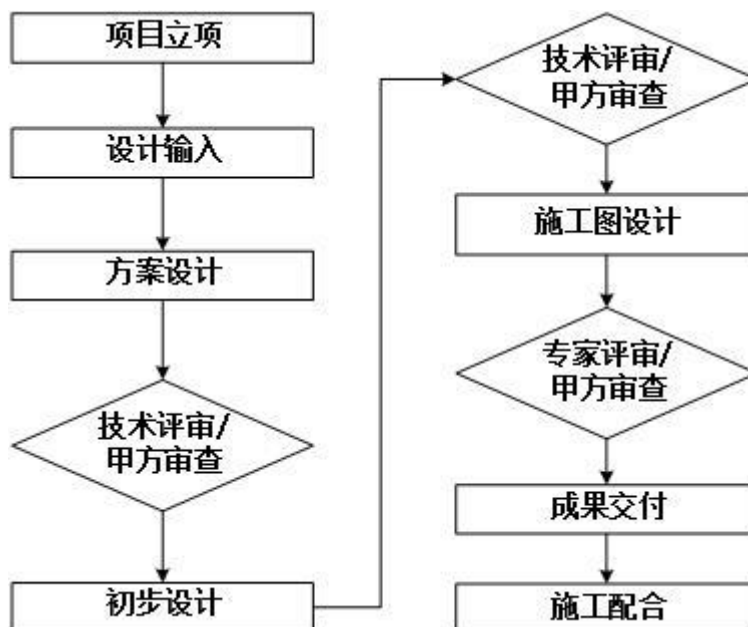 项目立项
设计输入
方案设计
技术评审/
甲方审查
初步设计
技术评审/
甲方审查
施工图设计
专家评审/
甲方审查
成果交付
施工配合